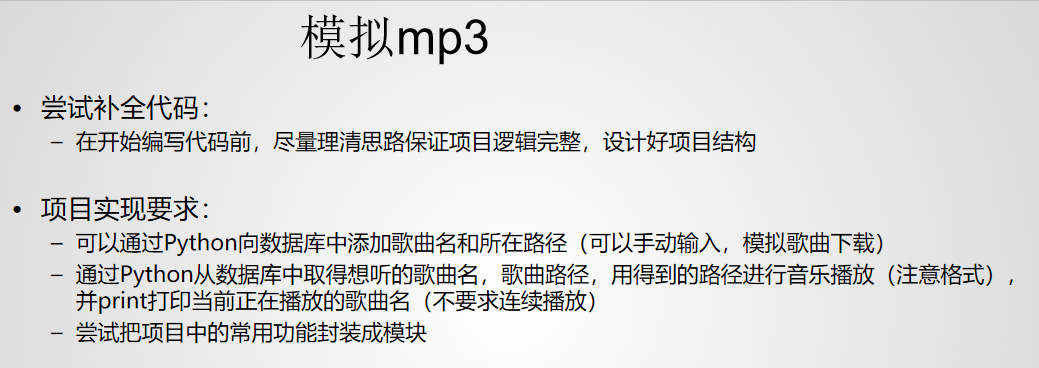 模拟mp3
• 尝试补全代码：
– 在开始编写代码前，尽量理清思路保证项目逻辑完整，设计好项目结构
• 项目实现要求：
– 可以通过Python向数据库中添加歌曲名和所在路径（可以手动输入，模拟歌曲下载）
– 通过Python从数据库中取得想听的歌曲名，歌曲路径，用得到的路径进行音乐播放（注意格式），
并print打印当前正在播放的歌曲名（不要求连续播放）
– 尝试把项目中的常用功能封装成模块